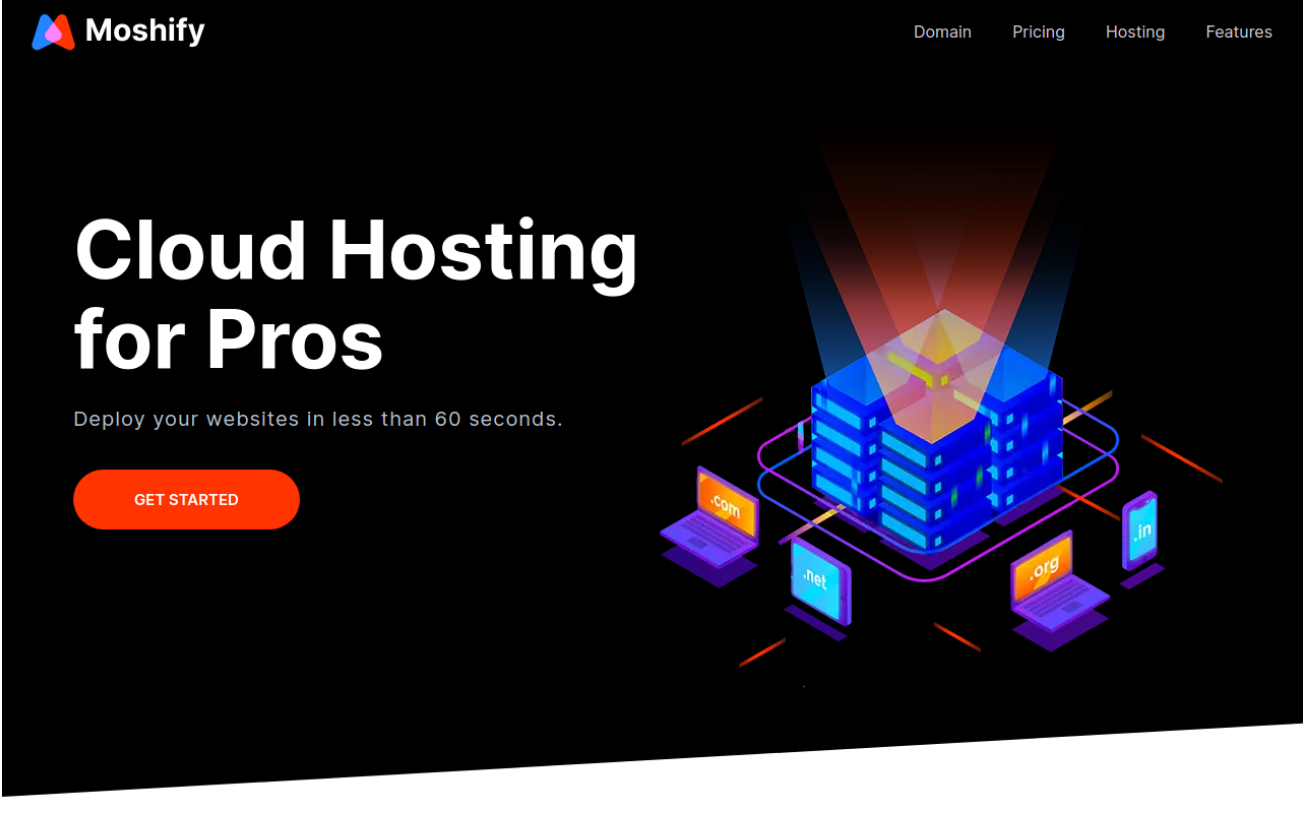 Moshify
Domain Pricing Hosting Features
Cloud Hosting
for Pros
Deploy your websites in less than 60 seconds.
GET STARTED
.com
.net
.org
.in